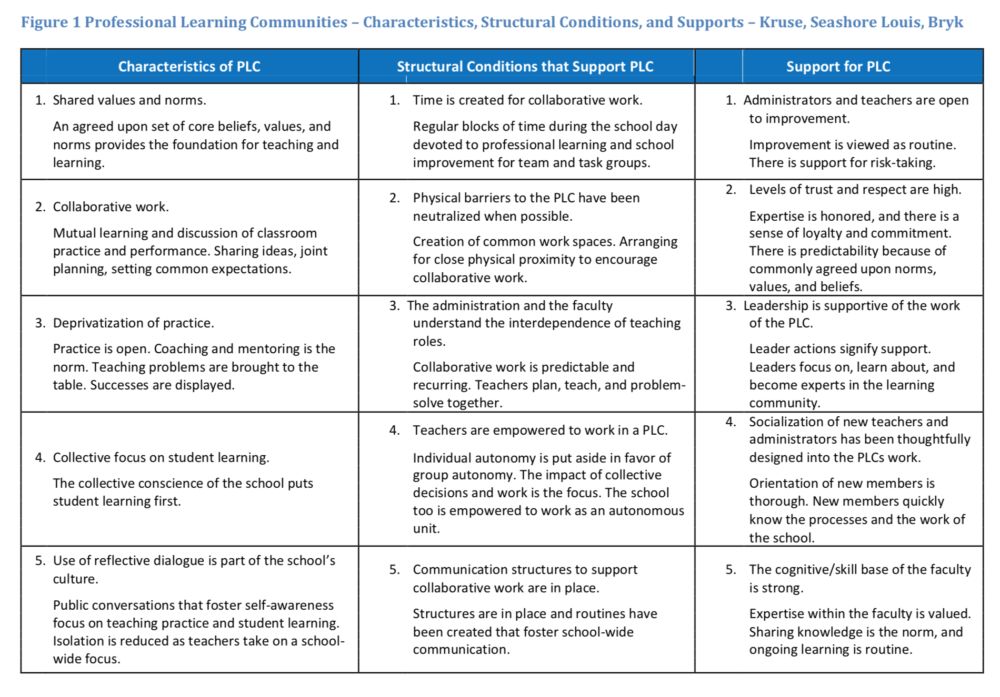 Figure 1 Professional Learning Communities – Characteristics, Structural Conditions, and Supports – Kruse, Seashore Louis, Bryk
Characteristics of PLC
Structural Conditions that Support PLC
Support for PLC
1. Shared values and norms.
An agreed upon set of core beliefs, values, and
norms provides the foundation for teaching and
learning.
1. Time is created for collaborative work.
Regular blocks of time during the school day
devoted to professional learning and school
improvement for team and task groups.
1. Administrators and teachers are open
to improvement.
Improvement is viewed as routine.
There is support for risk-taking.
2. Collaborative work.
Mutual learning and discussion of classroom
practice and performance. Sharing ideas, joint
planning, setting common expectations.
2. Physical barriers to the PLC have been
neutralized when possible.
Creation of common work spaces. Arranging
for close physical proximity to encourage
collaborative work.
2. Levels of trust and respect are high.
Expertise is honored, and there is a
sense of loyalty and commitment.
There is predictability because of
commonly agreed upon norms,
values, and beliefs.
3. Deprivatization of practice.
Practice is open. Coaching and mentoring is the
norm. Teaching problems are brought to the
table. Successes are displayed.
3. The administration and the faculty
understand the interdependence of teaching
roles.
Collaborative work is predictable and
recurring. Teachers plan, teach, and problem-
solve together.
3. Leadership is supportive of the work
of the PLC.
Leader actions signify support.
Leaders focus on, learn about, and
become experts in the learning
community.
4. Collective focus on student learning.
The collective conscience of the school puts
student learning first.
4. Teachers are empowered to work in a PLC.
Individual autonomy is put aside in favor of
group autonomy. The impact of collective
decisions and work is the focus. The school
too is empowered to work as an autonomous
unit.
4. Socialization of new teachers and
administrators has been thoughtfully
designed into the PLCs work.
Orientation of new members is
thorough. New members quickly
know the processes and the work of
the school.
5. Use of reflective dialogue is part of the school’s
culture.
Public conversations that foster self-awareness
focus on teaching practice and student learning.
Isolation is reduced as teachers take on a school-
wide focus.
5. Communication structures to support
collaborative work are in place.
Structures are in place and routines have
been created that foster school-wide
communication.
5. The cognitive/skill base of the faculty
is strong.
Expertise within the faculty is valued.
Sharing knowledge is the norm, and
ongoing learning is routine.